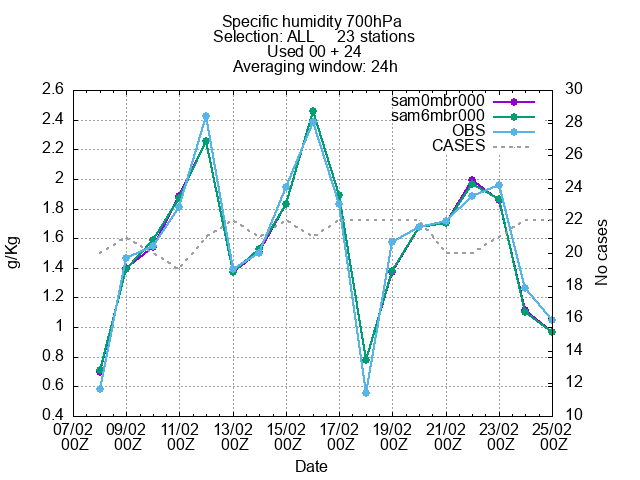 Specific humidity 700hPa
Selection: ALL 23 stations
Used 00 + 24
Averaging window: 24h
sam0mbr000
sam6mbr000
OBS
CASES
g/Kg
2.6
2.4
2.2
2
1.8
1.6
1.4
1.2
1
0.8
0.6
0.4
No cases
30
28
26
24
22
20
18
16
14
12
10
07/02 09/02 11/02 13/02 15/02 17/02 19/02 21/02 23/02 25/02
00Z 00Z 00Z 00Z 00Z 00Z 00Z 00Z 00Z 00Z
Date